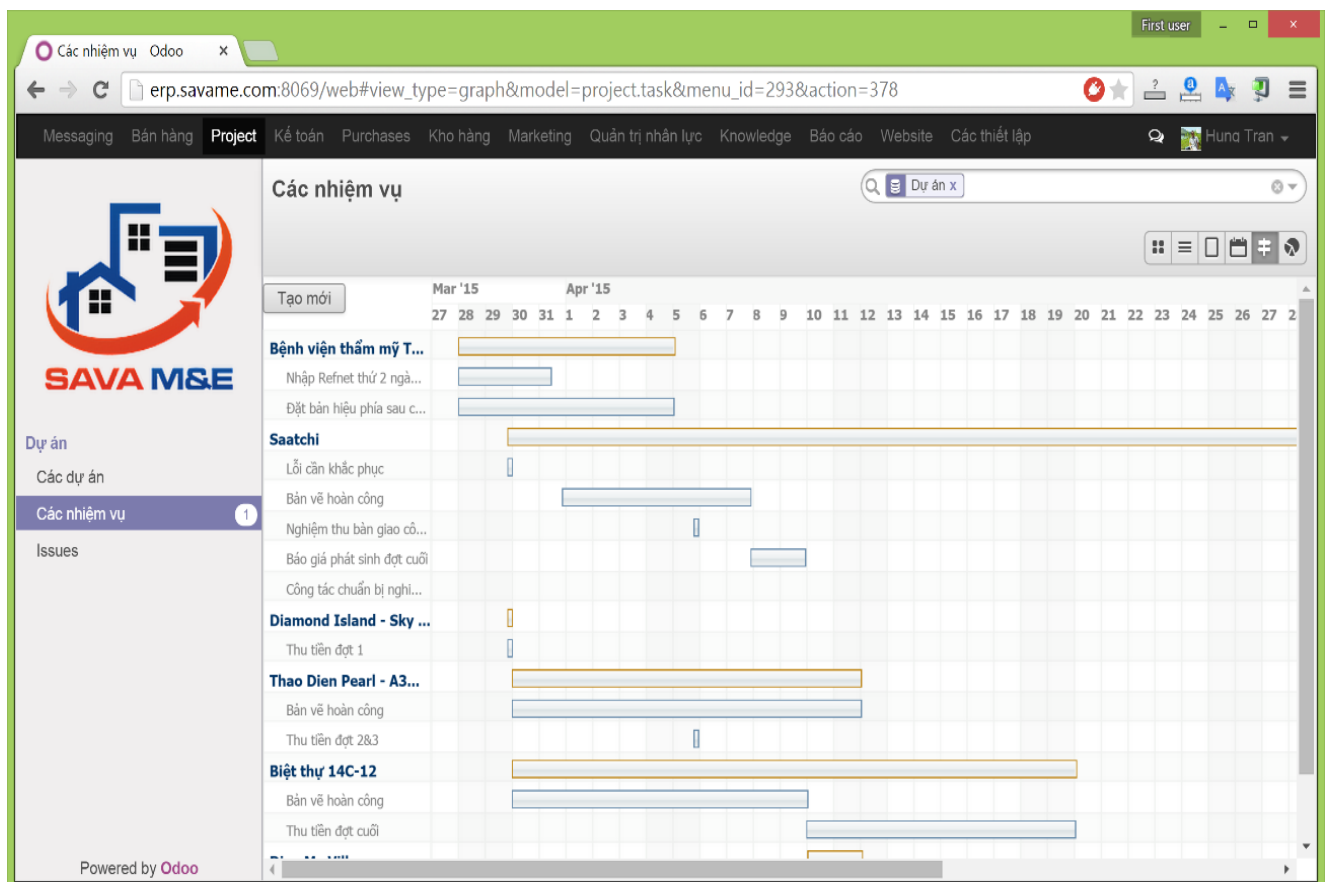 First user
Các nhiệm vụ Odoo
erp.savame.com:8069/web#view_type=graph&model=project.task&menu_id=293&action=378
Messaging Bán hàng Project Kế toán Purchases Kho hàng Marketing Quản trị nhân lực Knowledge Báo cáo Website Các thiết lập Hung Tran
Các nhiệm vụ
Dự án x
SAVA M&E
Dự án
Các dự án
Các nhiệm vụ 1
Issues
Powered by Odoo
Tạo mới
Mar '15 Apr '15
27 28 29 30 31 1 2 3 4 5 6 7 8 9 10 11 12 13 14 15 16 17 18 19 20 21 22 23 24 25 26 27 2
Bệnh viện thẩm mỹ T...
Nhập Refnet thứ 2 ngà...
Đặt bản hiệu phía sau c...
Saatchi
Lỗi cần khắc phục
Bản vẽ hoàn công
Nghiệm thu bàn giao cô...
Báo giá phát sinh đợt cuối
Công tác chuẩn bị nghi...
Diamond Island - Sky ...
Thu tiền đợt 1
Thao Dien Pearl - A3...
Bản vẽ hoàn công
Thu tiền đợt 2&3
Biệt thự 14C-12
Bản vẽ hoàn công
Thu tiền đợt cuối